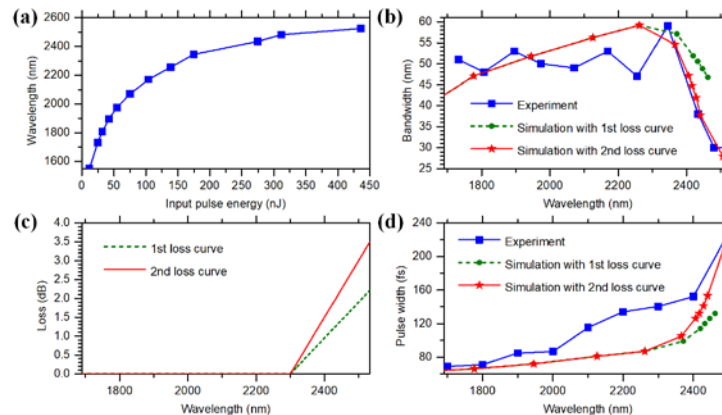 (a)
2600
2400
2200
2000
1800
1600
Wavelength (nm)
0 50 100 150 200 250 300 350 400 450
Input pulse energy (nJ)
(b)
60
55
50
45
40
35
30
25
Bandwidth (nm)
Experiment
Simulation with 1st loss curve
Simulation with 2nd loss curve
1800 2000 2200 2400
Wavelength (nm)
(c)
4.0
3.5
3.0
2.5
2.0
1.5
1.0
0.5
0.0
Loss (dB)
1st loss curve
2nd loss curve
1800 2000 2200 2400
Wavelength (nm)
(d)
240
200
160
120
80
Pulse width (fs)
Experiment
Simulation with 1st loss curve
Simulation with 2nd loss curve
1800 2000 2200 2400
Wavelength (nm)